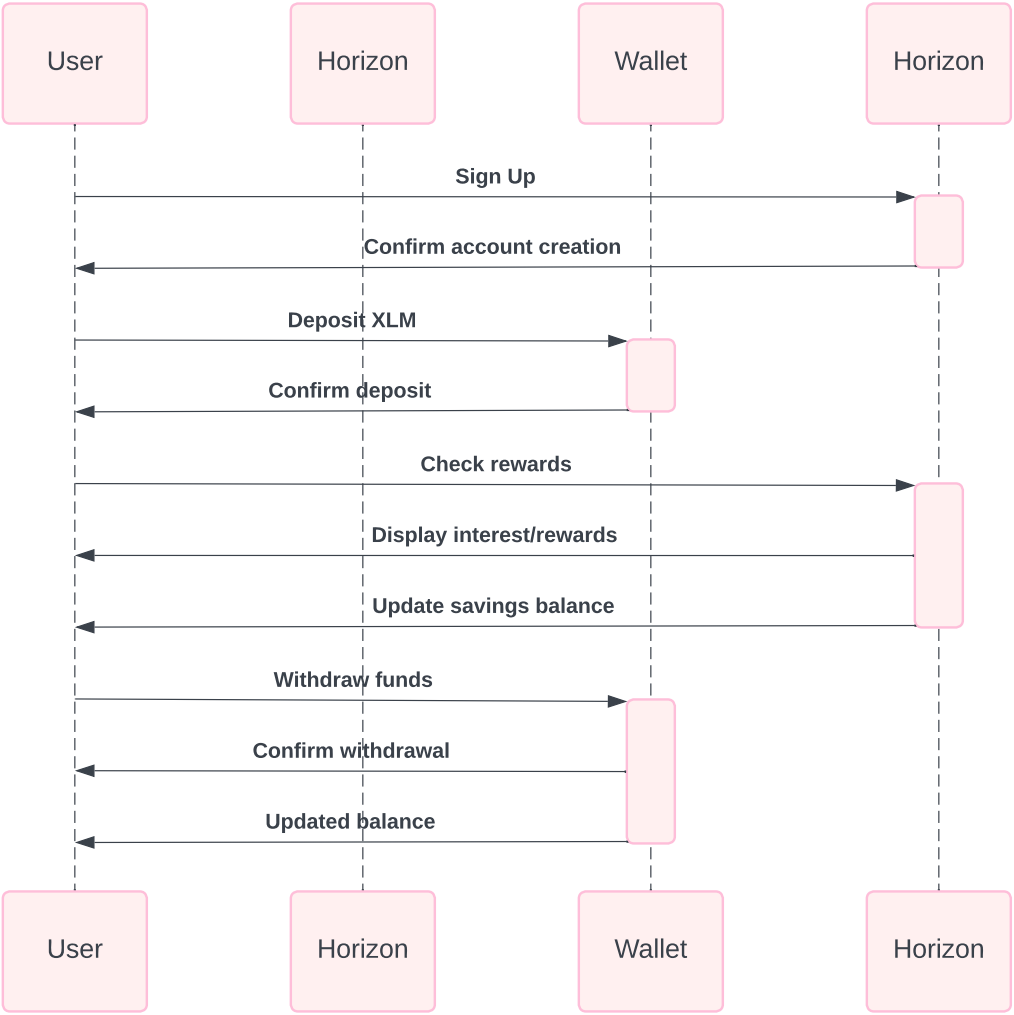 User
Horizon
Wallet
Horizon
Sign Up
Confirm account creation
Deposit XLM
Confirm deposit
Check rewards
Display interest/rewards
Update savings balance
Withdraw funds
Confirm withdrawal
Updated balance
User
Horizon
Wallet
Horizon